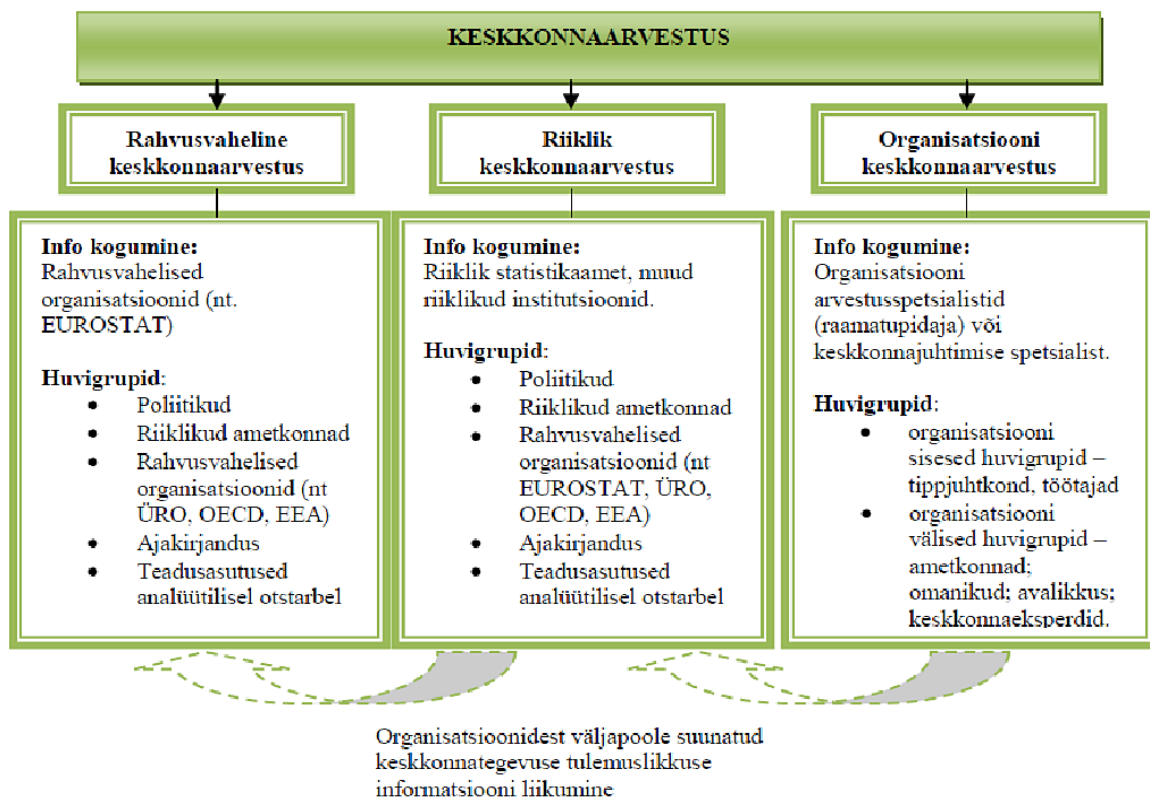 KESKKONNAARVESTUS
Rahvusvaheline
keskkonnaarvestus
Riiklik
keskkonnaarvestus
Organisatsiooni
keskkonnaarvestus
Info kogumine:
Rahvusvahelised
organisatsioonid (nt.
EUROSTAT)
Huvigrupid:
• Poliitikud
• Riiklikud ametkonnad
• Rahvusvahelised
organisatsioonid (nt
ÜRO, OECD, EEA)
• Ajakirjandus
• Teadusasutused
analüütilisel otstarbel
Info kogumine:
Riiklik statistikaamet, muud
riiklikud institutsioonid.
Huvigrupid:
• Poliitikud
• Riiklikud ametkonnad
• Rahvusvahelised
organisatsioonid (nt
EUROSTAT, ÜRO,
OECD, EEA)
• Ajakirjandus
• Teadusasutused
analüütilisel otstarbel
Info kogumine:
Organisatsiooni
arvestusspetsialistid
(raamatupidaja) või
keskkonnajuhtimise spetsialist.
Huvigrupid:
• organisatsiooni
sisesed huvigrupid –
tippjuhtkond, töötajad
• organisatsiooni
välised huvigrupid –
ametkonnad;
omanikud; avalikkus;
keskkonnaeksperdid.
Organisatsioonidest väljapoole suunatud
keskkonnategevuse tulemuslikkuse
informatsiooni liikumine